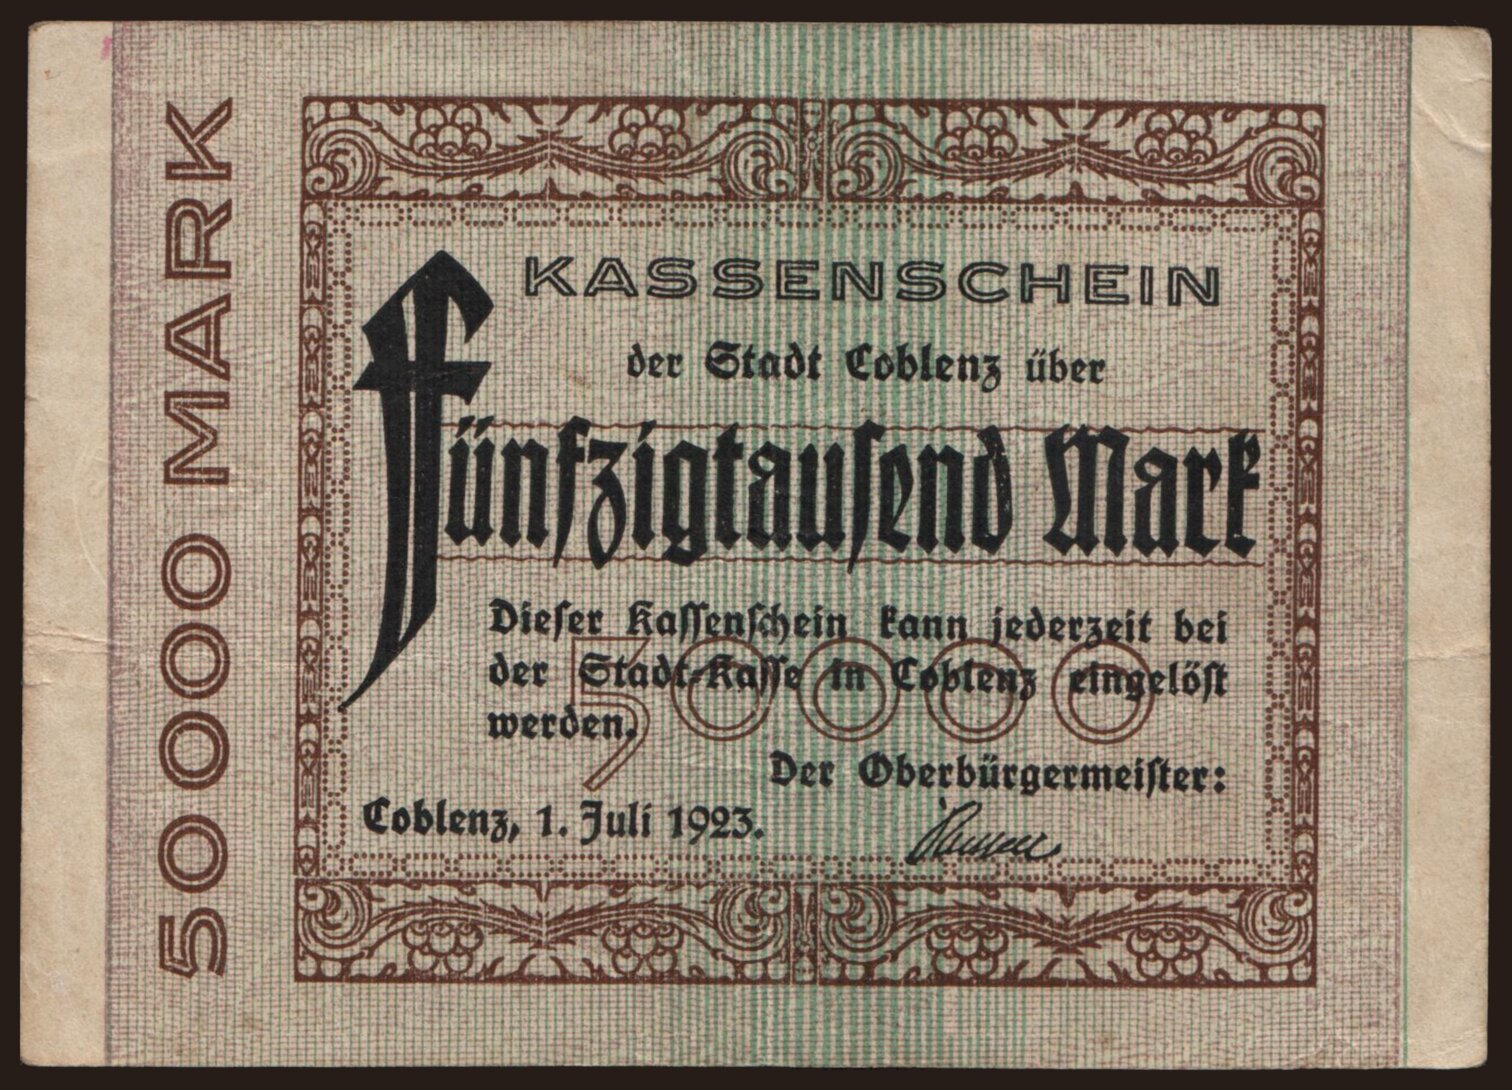 50000 MARK
KASSENSCHEIN
der Stadt Coblenz über
Fünfzigtausend Mark
Dieser Kassenschein kann jederzeit bei
der Stadt-Kasse in Coblenz eingelöst
werden.
50000
Der Oberbürgermeister:
Coblenz, 1. Juli 1923.